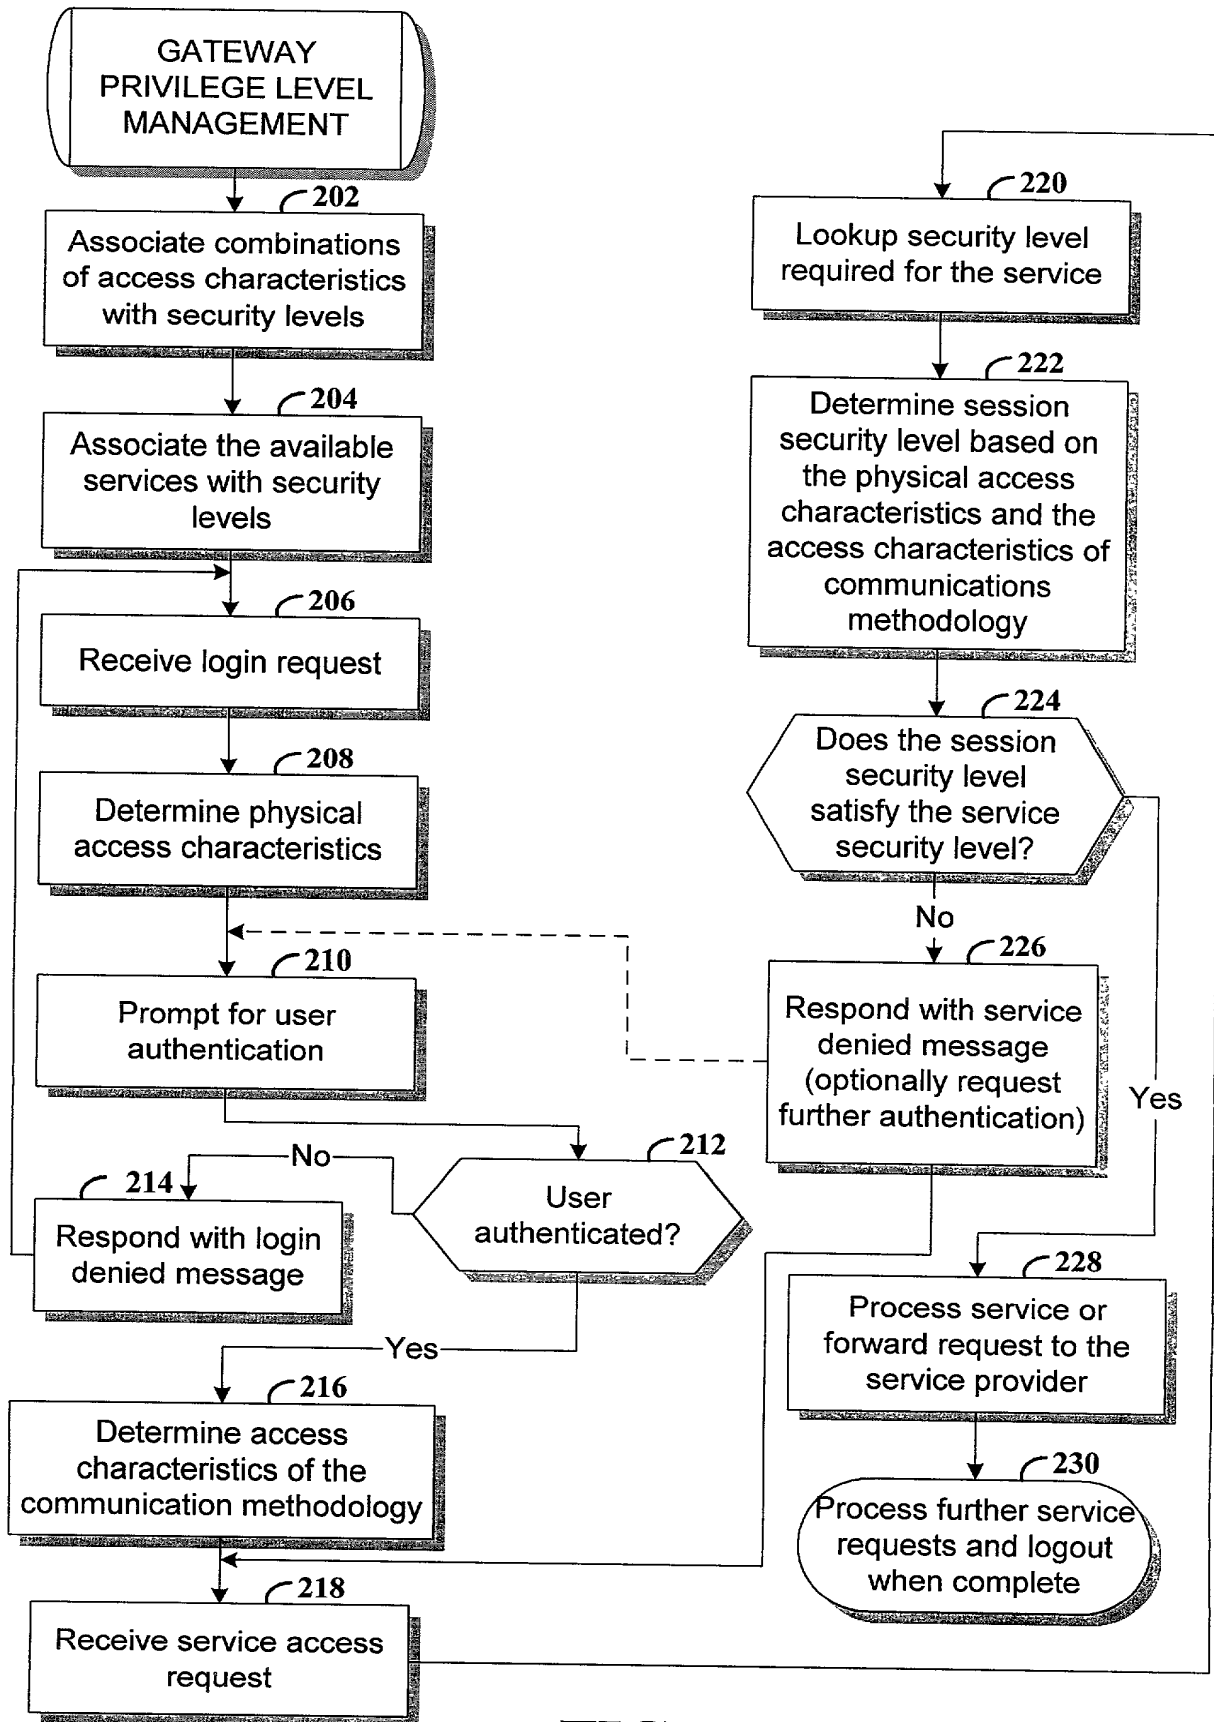 GATEWAY
PRIVILEGE LEVEL
MANAGEMENT
202
Associate combinations
of access characteristics
with security levels
204
Associate the available
services with security
levels
206
Receive login request
208
Determine physical
access characteristics
210
Prompt for user
authentication
212
User
authenticated?
No
214
Respond with login
denied message
Yes
216
Determine access
characteristics of the
communication methodology
218
Receive service access
request
220
Lookup security level
required for the service
222
Determine session
security level based on
the physical access
characteristics and the
access characteristics of
communications
methodology
224
Does the session
security level
satisfy the service
security level?
No
226
Respond with service
denied message
(optionally request
further authentication)
Yes
228
Process service or
forward request to the
service provider
230
Process further service
requests and logout
when complete